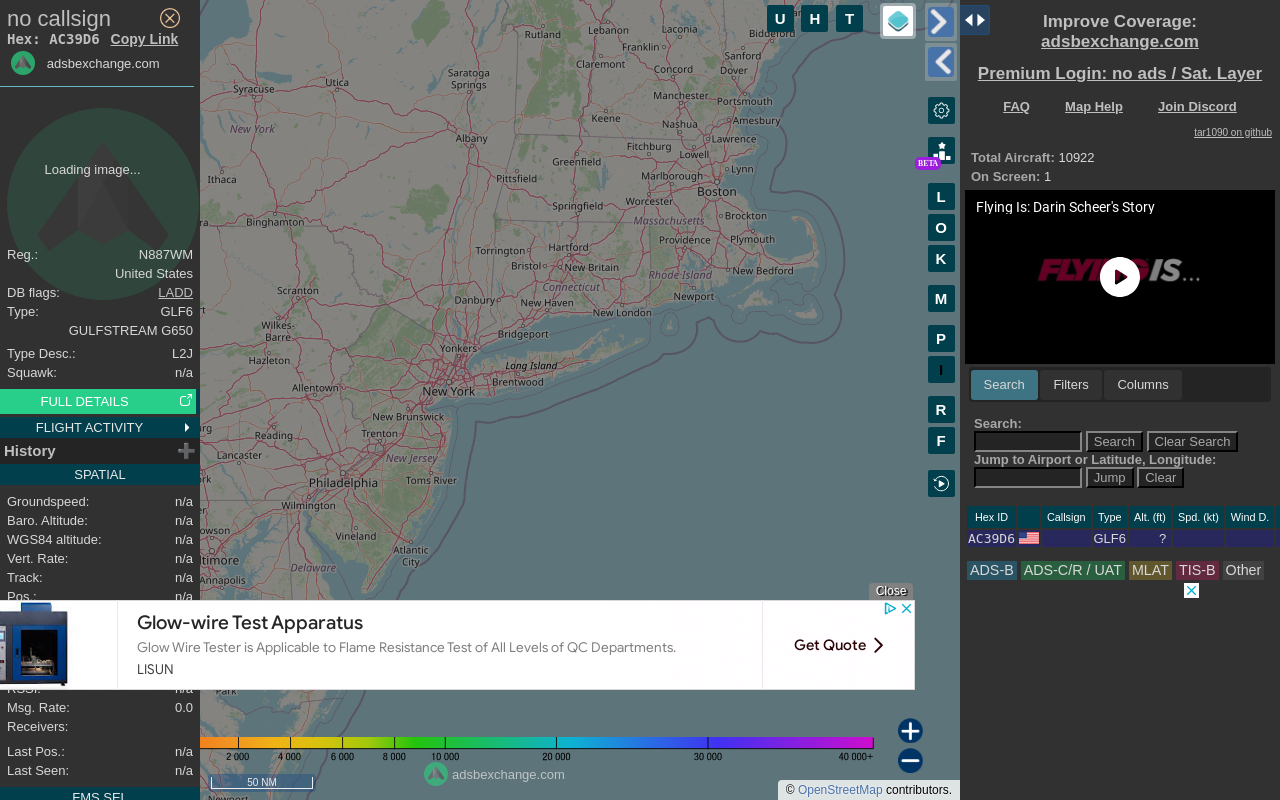 no callsign
Hex: AC39D6 Copy Link
adsbexchange.com
Loading image...
Reg.: N887WM
United States
DB flags: LADD
Type: GLF6
GULFSTREAM G650
Type Desc.: L2J
Squawk: n/a
FULL DETAILS
FLIGHT ACTIVITY
History
SPATIAL
Groundspeed: n/a
Baro. Altitude: n/a
WGS84 altitude: n/a
Vert. Rate: n/a
Track: n/a
Pos.: n/a
RSSI: n/a
Msg. Rate: 0.0
Receivers:
Last Pos.: n/a
Last Seen: n/a
FMS SEL
U H T
Rutland
Lebanon
Laconia
Biddeford
Franklin
Claremont
Sanford
Concord
Dover
Saratoga
Springs
Utica
Syracuse
Manchester
Portsmouth
Keene
Amesbury
Nashua
New York
Albany
Lawrence
Fitchburg
Greenfield
Lowell
Lynn
Ithaca
Pittsfield
Marlborough
Boston
Worcester
Springfield
Massachusetts
Brockton
Binghamton
Torrington
Hartford
Providence
Plymouth
Bristol
New Britain
Rhode Island
New Bedford
Connecticut
Danbury
New Haven
New London
Newport
Scranton
Wilkes-
Barre
Bridgeport
Yonkers
Hazleton
Long Island
Brentwood
Allentown
New York
New Brunswick
Reading
Trenton
Lancaster
New Jersey
Philadelphia
Toms River
Wilmington
Vineland
Atlantic
City
Annapolis
Delaware
Park
Newport
BETA
L
O
K
M
P
I
R
F
Close
Glow-wire Test Apparatus
Glow Wire Tester is Applicable to Flame Resistance Test of All Levels of QC Departments.
LISUN
Get Quote
2 000 4 000 6 000 8 000 10 000 20 000 30 000 40 000+
adsbexchange.com
50 NM
© OpenStreetMap contributors.
Improve Coverage:
adsbexchange.com
Premium Login: no ads / Sat. Layer
FAQ Map Help Join Discord
tar1090 on github
Total Aircraft: 10922
On Screen: 1
Flying Is: Darin Scheer's Story
FLYING IS...
Search Filters Columns
Search:
Search Clear Search
Jump to Airport or Latitude, Longitude:
Jump Clear
Hex ID Callsign Type Alt. (ft) Spd. (kt) Wind D.
AC39D6 GLF6 ?
ADS-B ADS-C/R / UAT MLAT TIS-B Other